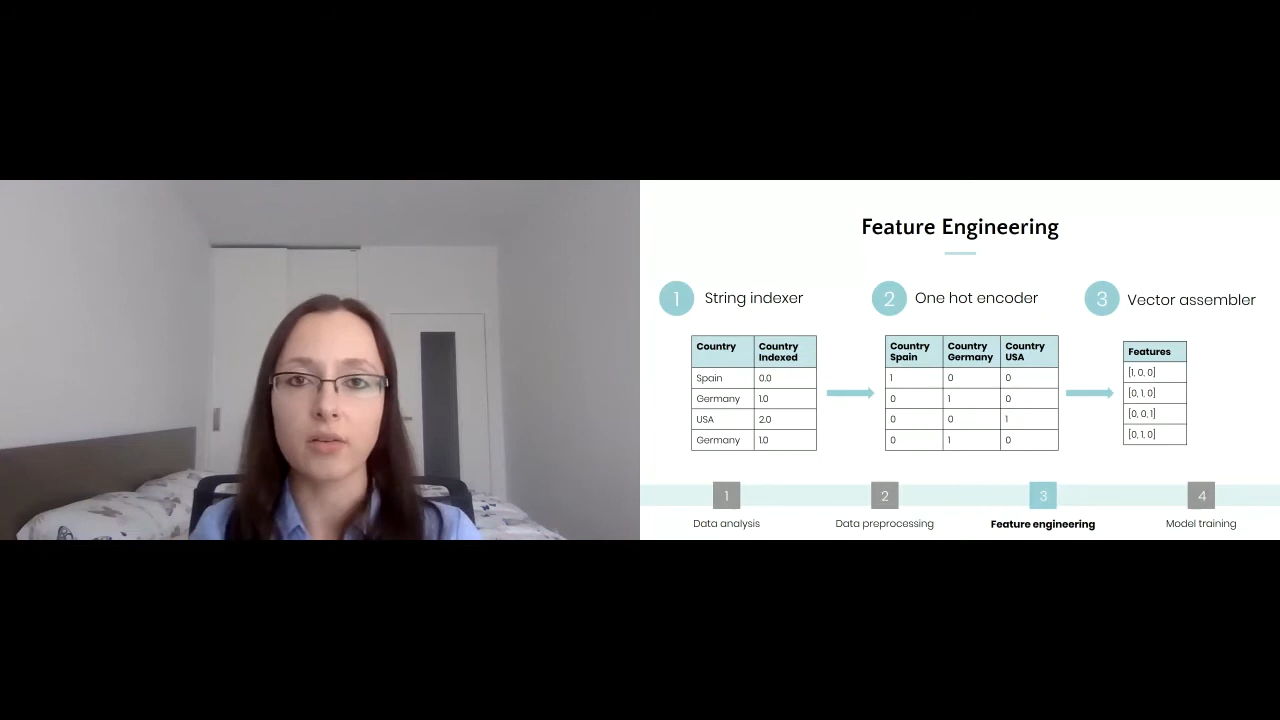 Feature Engineering
1 String indexer
2 One hot encoder
3 Vector assembler
Country Country Indexed
Spain 0.0
Germany 1.0
USA 2.0
Germany 1.0
Country Spain Country Germany Country USA
1 0 0
0 1 0
0 0 1
0 1 0
Features
[1, 0, 0]
[0, 1, 0]
[0, 0, 1]
[0, 1, 0]
1 2 3 4
Data analysis Data preprocessing Feature engineering Model training